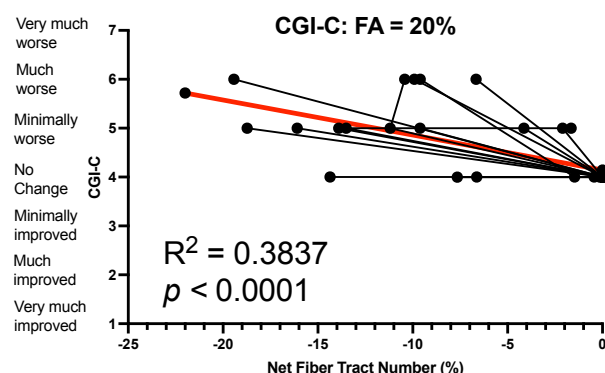 CGI-C: FA = 20%
Very much
worse
Much
worse
Minimally
worse
No
Change
Minimally
improved
Much
improved
Very much
improved
CGI-C
7
6
5
4
3
2
1
R² = 0.3837
p < 0.0001
-25
-20
-15
-10
-5
0
Net Fiber Tract Number (%)